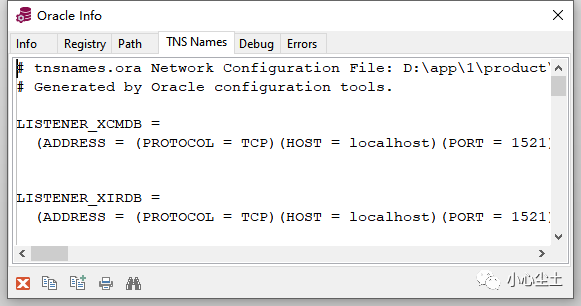 Oracle Info
Info Registry Path TNS Names Debug Errors
# tnsnames.ora Network Configuration File: D:\app\1\product\
# Generated by Oracle configuration tools.
LISTENER_XCMDB =
(ADDRESS = (PROTOCOL = TCP)(HOST = localhost)(PORT = 1521)
LISTENER_XIRDB =
(ADDRESS = (PROTOCOL = TCP)(HOST = localhost)(PORT = 1521)
小心尘土